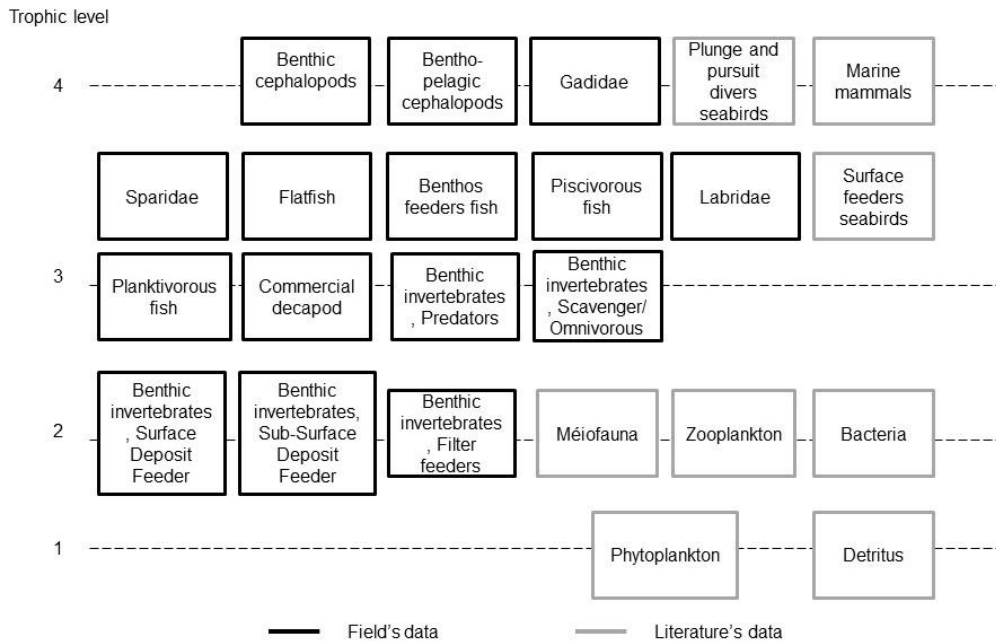 Trophic level
4
Benthic
cephalopods
Bentho-
pelagic
cephalopods
Gadidae
Plunge and
pursuit
divers
seabirds
Marine
mammals
Sparidae
Flatfish
Benthos
feeders fish
Piscivorous
fish
Labridae
Surface
feeders
seabirds
3
Planktivorous
fish
Commercial
decapod
Benthic
invertebrates
, Predators
Benthic
invertebrates
, Scavenger/
Omnivorous
2
Benthic
invertebrates
, Surface
Deposit
Feeder
Benthic
invertebrates,
Sub-Surface
Deposit
Feeder
Benthic
invertebrates
, Filter
feeders
Méiofauna
Zooplankton
Bacteria
1
Phytoplankton
Detritus
Field's data
Literature's data